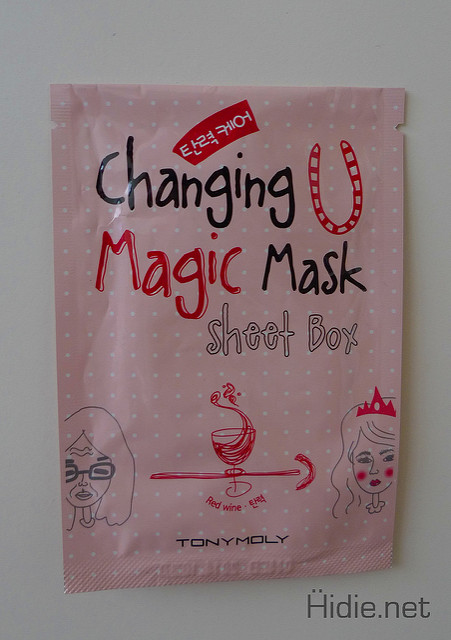 탄력 케어
Changing U
Magic Mask
Sheet Box
Red wine - 탄력
TONYMOLY
Hidie.net